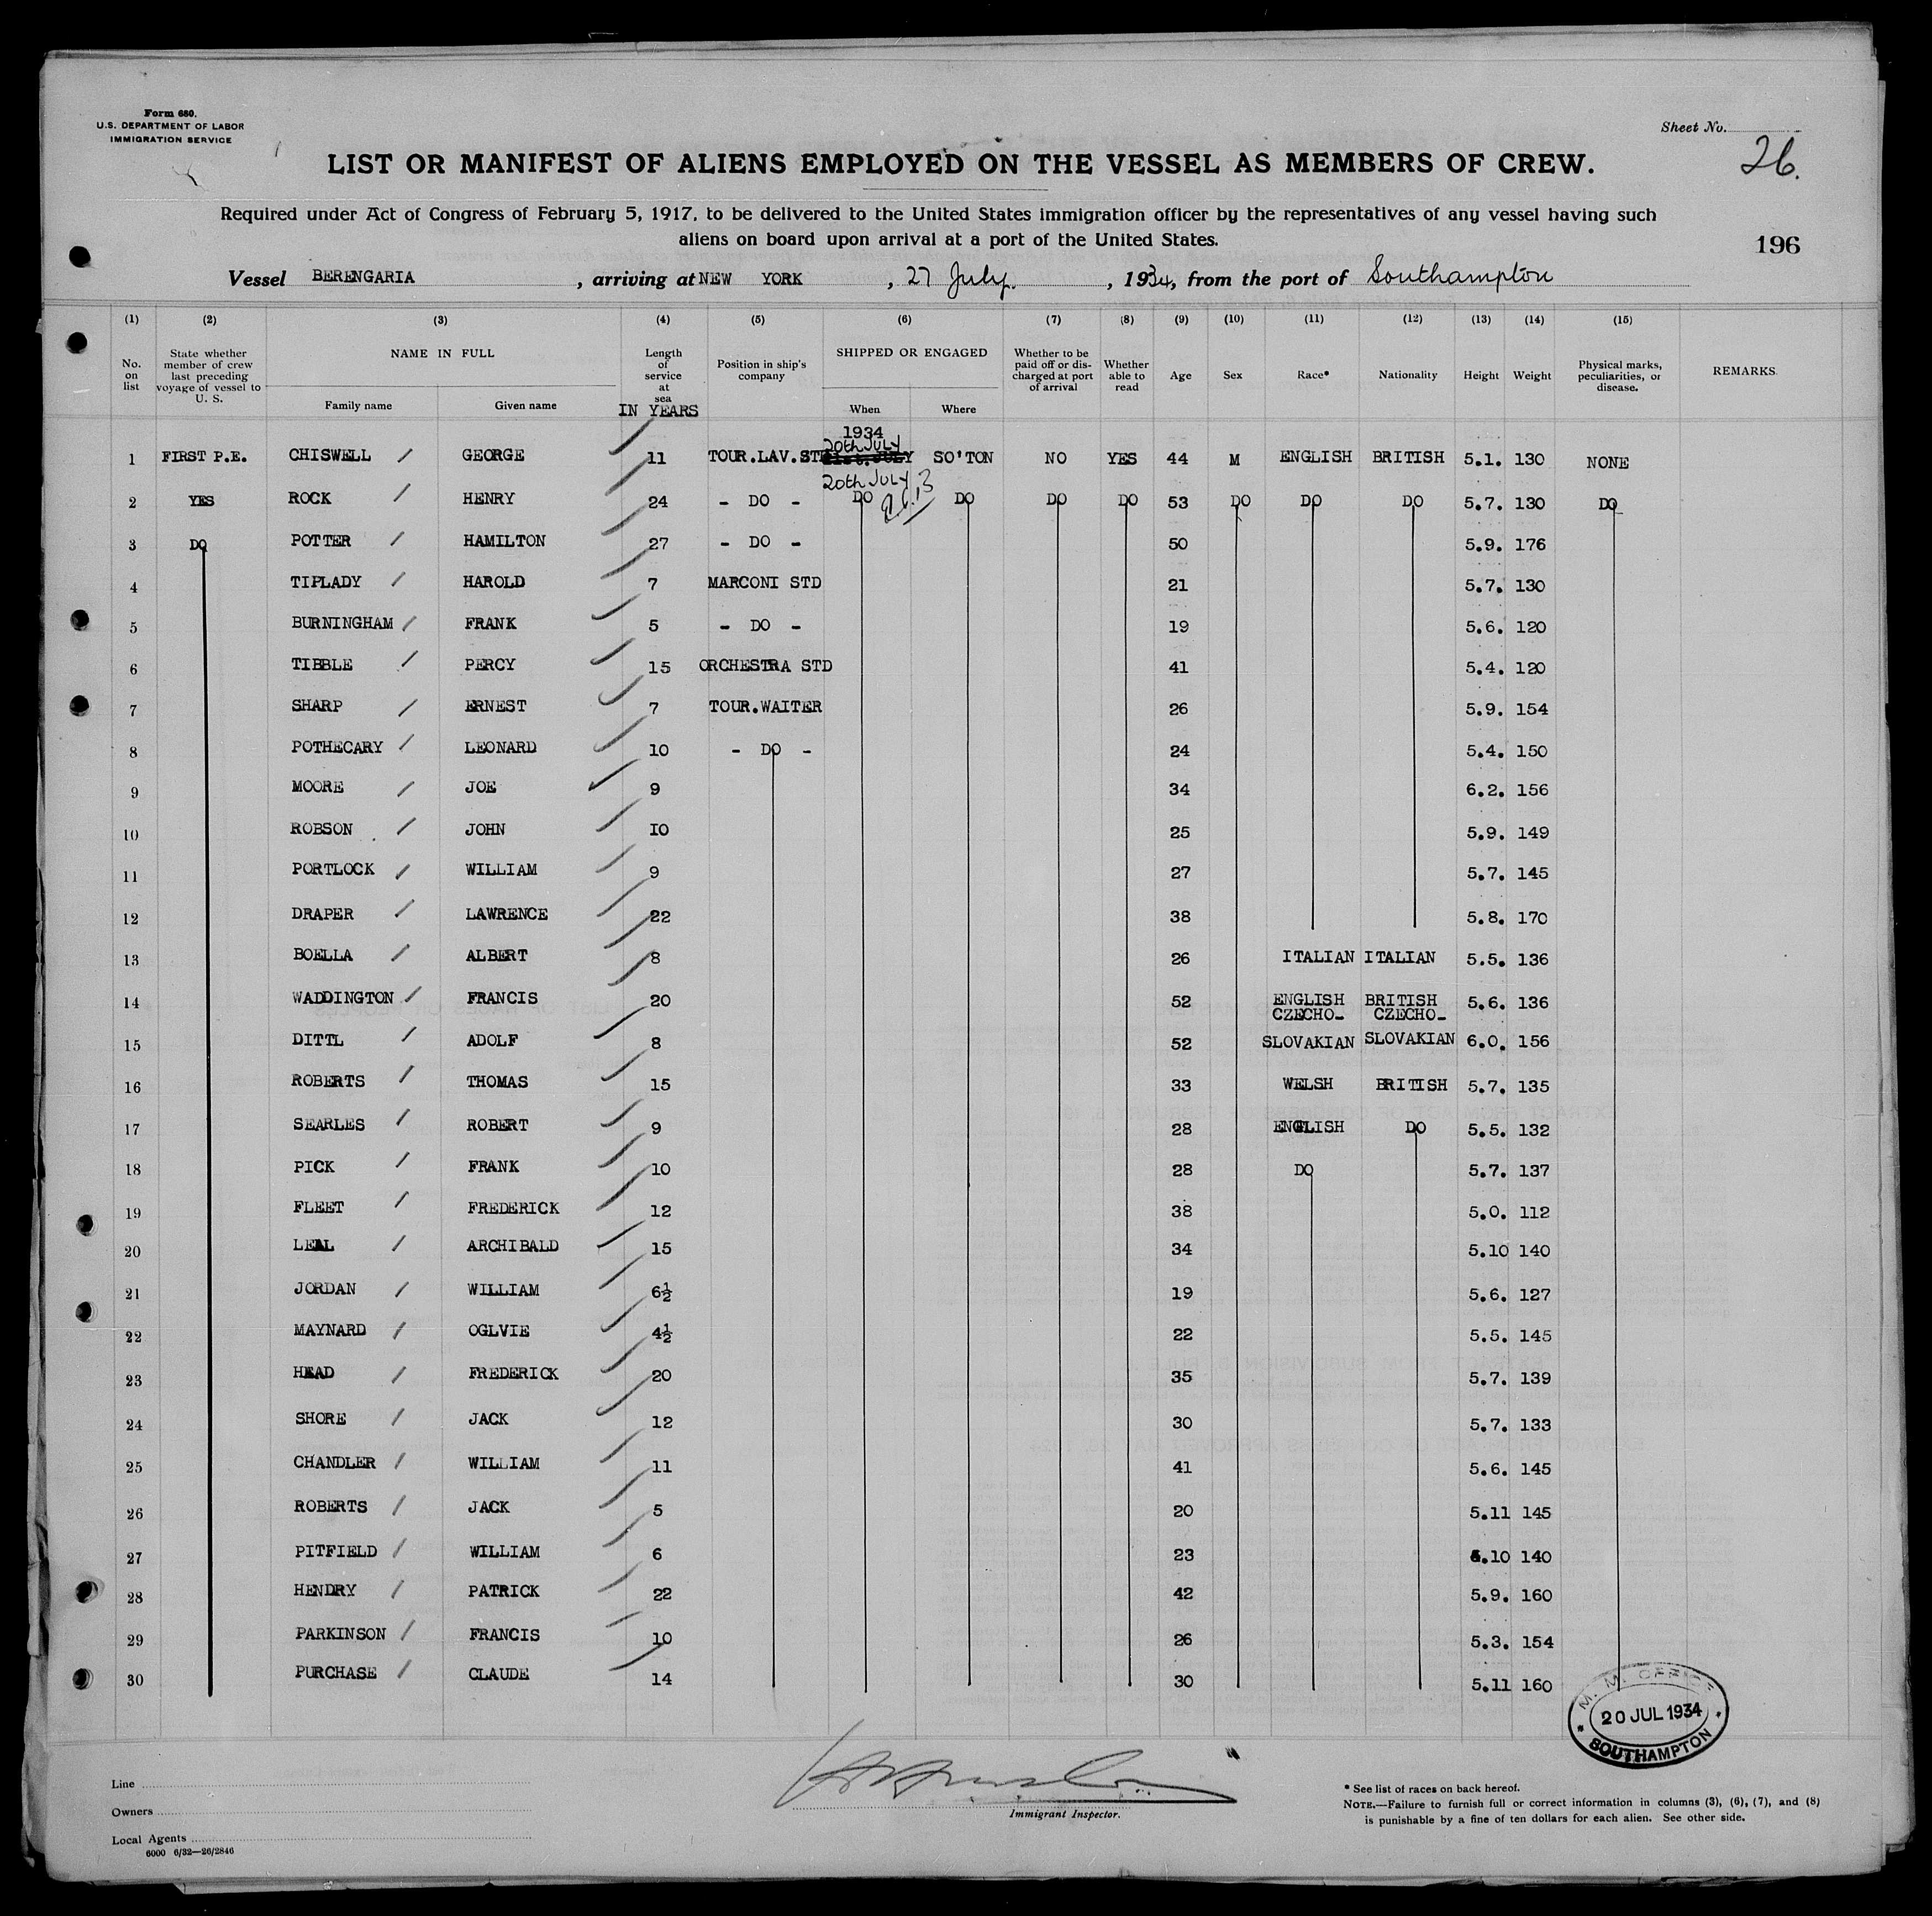 Form 680.
U.S. DEPARTMENT OF LABOR
IMMIGRATION SERVICE
Sheet No.
26.
LIST OR MANIFEST OF ALIENS EMPLOYED ON THE VESSEL AS MEMBERS OF CREW.
Required under Act of Congress of February 5, 1917, to be delivered to the United States immigration officer by the representatives of any vessel having such
aliens on board upon arrival at a port of the United States.
196
Vessel BERENGARIA, arriving at NEW YORK, 27 July., 1934, from the port of Southampton
(1) (2) (3) (4) (5) (6) (7) (8) (9) (10) (11) (12) (13) (14) (15)
No. on list
State whether member of crew last preceding voyage of vessel to U. S.
NAME IN FULL
Family name
Given name
Length of service at sea
IN YEARS
Position in ship's company
SHIPPED OR ENGAGED
When
Where
Whether to be paid off or discharged at port of arrival
Whether able to read
Age
Sex
Race*
Nationality
Height
Weight
Physical marks, peculiarities, or disease.
REMARKS
1934
20th JULY
1 FIRST P.E. CHISWELL / GEORGE 11 TOUR.LAV.STD SO'TON NO YES 44 M ENGLISH BRITISH 5.1. 130 NONE
20th JULY
2 YES ROCK / HENRY 24 - DO - DO DO DO DO 53 DO DO DO 5.7. 130 DO
3 DO POTTER / HAMILTON 27 - DO - 50 5.9. 176
4 TIPLADY / HAROLD 7 MARCONI STD 21 5.7. 130
5 BURNINGHAM / FRANK 5 - DO - 19 5.6. 120
6 TIBBLE / PERCY 15 ORCHESTRA STD 41 5.4. 120
7 SHARP / ERNEST 7 TOUR.WAITER 26 5.9. 154
8 POTHECARY / LEONARD 10 - DO - 24 5.4. 150
9 MOORE / JOE 9 34 6.2. 156
10 ROBSON / JOHN IO 25 5.9. 149
11 PORTLOCK / WILLIAM 9 27 5.7. 145
12 DRAPER / LAWRENCE 22 38 5.8. 170
13 BOELLA / ALBERT 8 26 ITALIAN ITALIAN 5.5. 136
14 WADDINGTON / FRANCIS 20 52 ENGLISH BRITISH 5.6. 136
CZECHO- CZECHO-
15 DITTL / ADOLF 8 52 SLOVAKIAN SLOVAKIAN 6.0. 156
16 ROBERTS / THOMAS 15 33 WELSH BRITISH 5.7. 135
17 SEARLES / ROBERT 9 28 ENGLISH DO 5.5. 132
18 PICK / FRANK 10 28 DO 5.7. 137
19 FLEET / FREDERICK 12 38 5.0. 112
20 LEAL / ARCHIBALD 15 34 5.10 140
21 JORDAN / WILLIAM 6½ 19 5.6. 127
22 MAYNARD / OGLVIE 4½ 22 5.5. 145
23 HEAD / FREDERICK 20 35 5.7. 139
24 SHORE / JACK 12 30 5.7. 133
25 CHANDLER / WILLIAM 11 41 5.6. 145
26 ROBERTS / JACK 5 20 5.11 145
27 PITFIELD / WILLIAM 6 23 5.10 140
28 HENDRY / PATRICK 22 42 5.9. 160
29 PARKINSON / FRANCIS 10 26 5.3. 154
30 PURCHASE / CLAUDE 14 30 5.11 160
M. M. OFFICE
20 JUL 1934
SOUTHAMPTON
Line
Owners
Local Agents
6000 6/32—26/2846
Immigrant Inspector.
* See list of races on back hereof.
NOTE.—Failure to furnish full or correct information in columns (3), (6), (7), and (8)
is punishable by a fine of ten dollars for each alien. See other side.